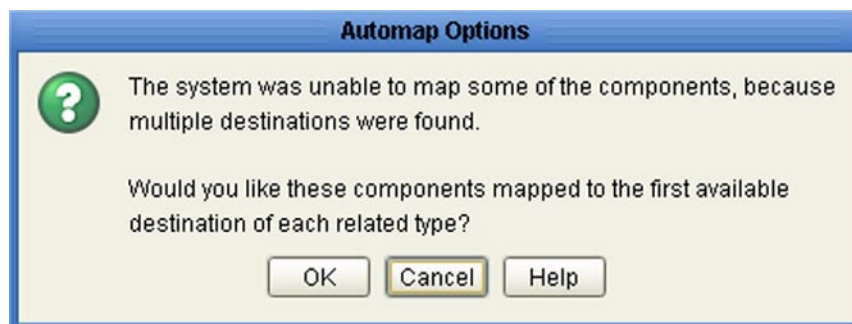 Automap Options
The system was unable to map some of the components, because
multiple destinations were found.
Would you like these components mapped to the first available
destination of each related type?
OK Cancel Help